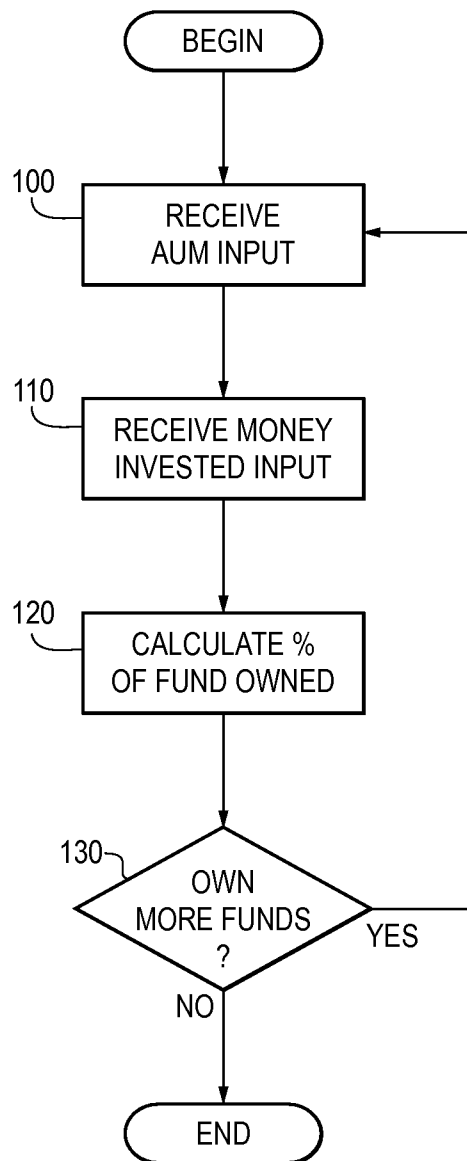 BEGIN
100
RECEIVE
AUM INPUT
110
RECEIVE MONEY
INVESTED INPUT
120
CALCULATE %
OF FUND OWNED
130
OWN
MORE FUNDS
?
YES
NO
END